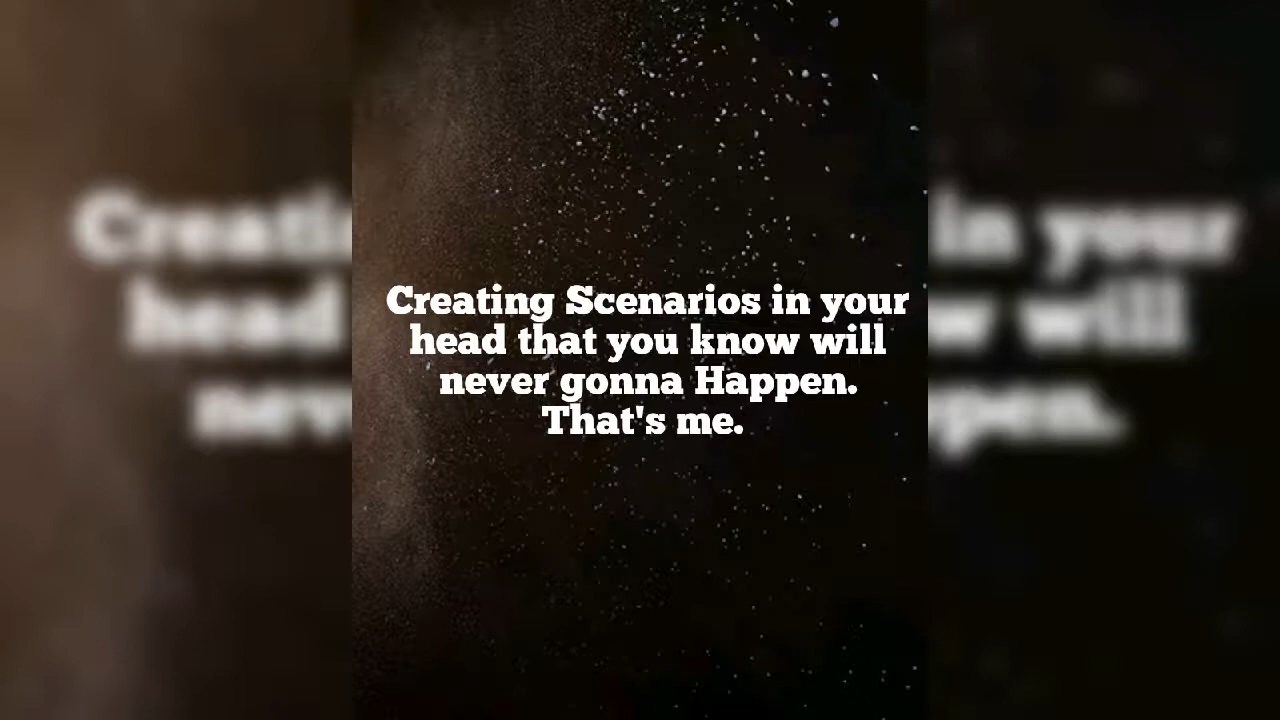 Creating Scenarios in your
head that you know will
never gonna Happen.
That's me.